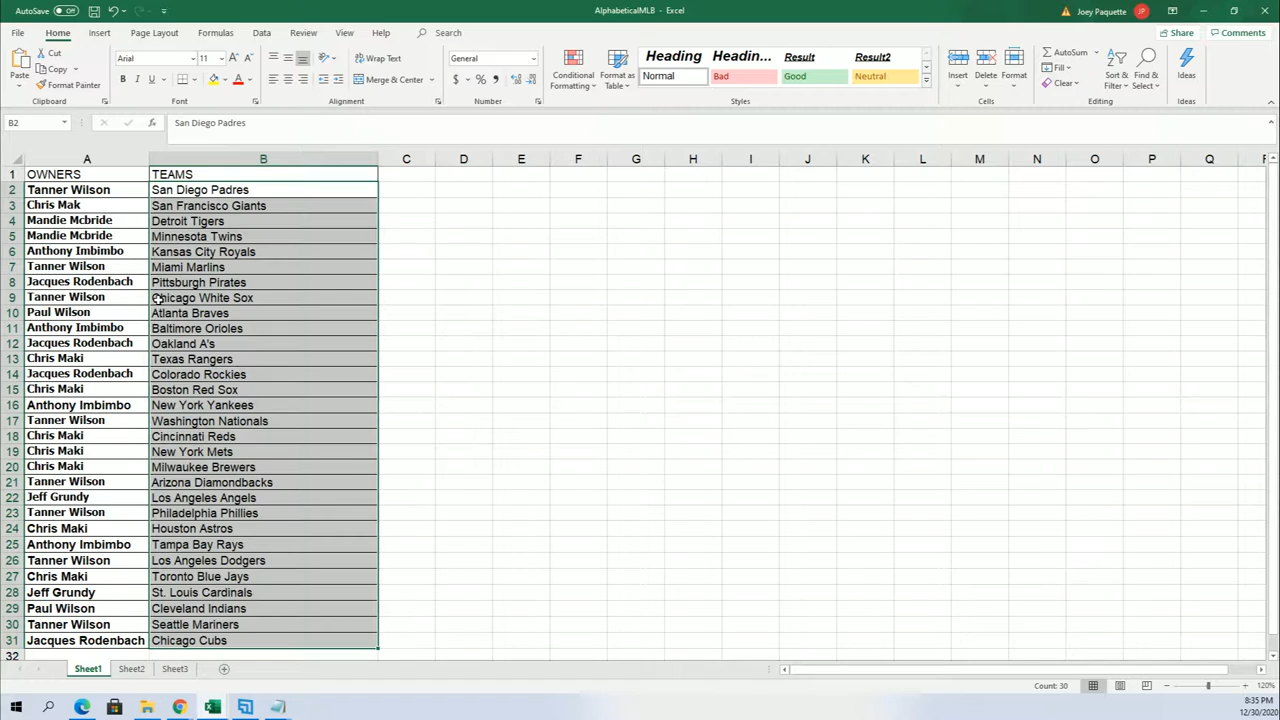 AutoSave Off AlphabeticalMLB - Excel Joey Paquette JP
File Home Insert Page Layout Formulas Data Review View Help Search Share Comments
Paste Cut Copy Format Painter Clipboard
Arial 11 B I U A Font
Wrap Text Merge & Center Alignment
General $ % , Number
Conditional Formatting Format as Table Heading Headin... Result Result2 Normal Bad Good Neutral Styles
Insert Delete Format Cells
AutoSum Fill Clear Sort & Filter Find & Select Editing
Ideas Ideas
B2 fx San Diego Padres
A B C D E F G H I J K L M N O P Q
1 OWNERS TEAMS
2 Tanner Wilson San Diego Padres
3 Chris Mak San Francisco Giants
4 Mandie Mcbride Detroit Tigers
5 Mandie Mcbride Minnesota Twins
6 Anthony Imbimbo Kansas City Royals
7 Tanner Wilson Miami Marlins
8 Jacques Rodenbach Pittsburgh Pirates
9 Tanner Wilson Chicago White Sox
10 Paul Wilson Atlanta Braves
11 Anthony Imbimbo Baltimore Orioles
12 Jacques Rodenbach Oakland A's
13 Chris Maki Texas Rangers
14 Jacques Rodenbach Colorado Rockies
15 Chris Maki Boston Red Sox
16 Anthony Imbimbo New York Yankees
17 Tanner Wilson Washington Nationals
18 Chris Maki Cincinnati Reds
19 Chris Maki New York Mets
20 Chris Maki Milwaukee Brewers
21 Tanner Wilson Arizona Diamondbacks
22 Jeff Grundy Los Angeles Angels
23 Tanner Wilson Philadelphia Phillies
24 Chris Maki Houston Astros
25 Anthony Imbimbo Tampa Bay Rays
26 Tanner Wilson Los Angeles Dodgers
27 Chris Maki Toronto Blue Jays
28 Jeff Grundy St. Louis Cardinals
29 Paul Wilson Cleveland Indians
30 Tanner Wilson Seattle Mariners
31 Jacques Rodenbach Chicago Cubs
32
Sheet1 Sheet2 Sheet3
Count: 30 120%
8:35 PM
12/30/2020